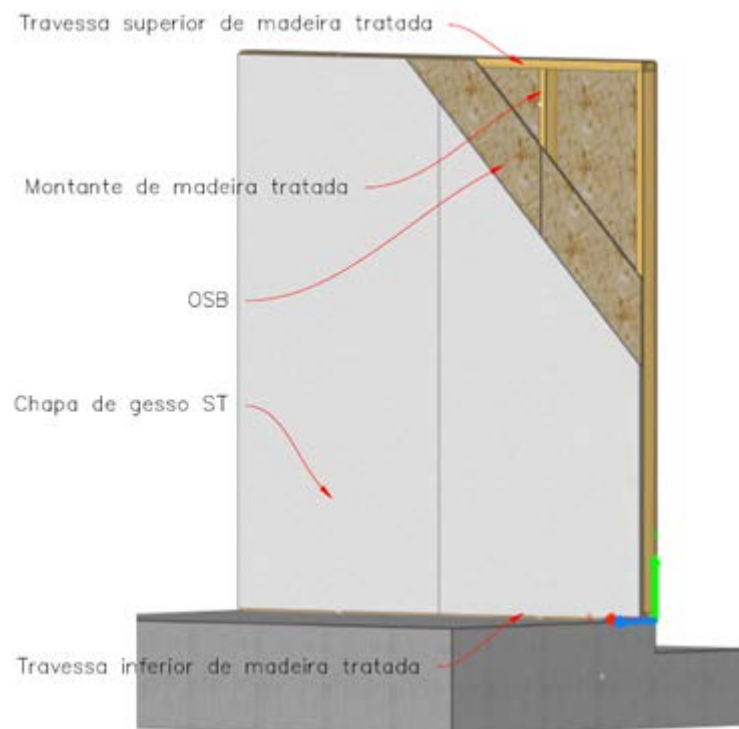 Travessa superior de madeira tratada
Montante de madeira tratada
OSB
Chapa de gesso ST
Travessa inferior de madeira tratada